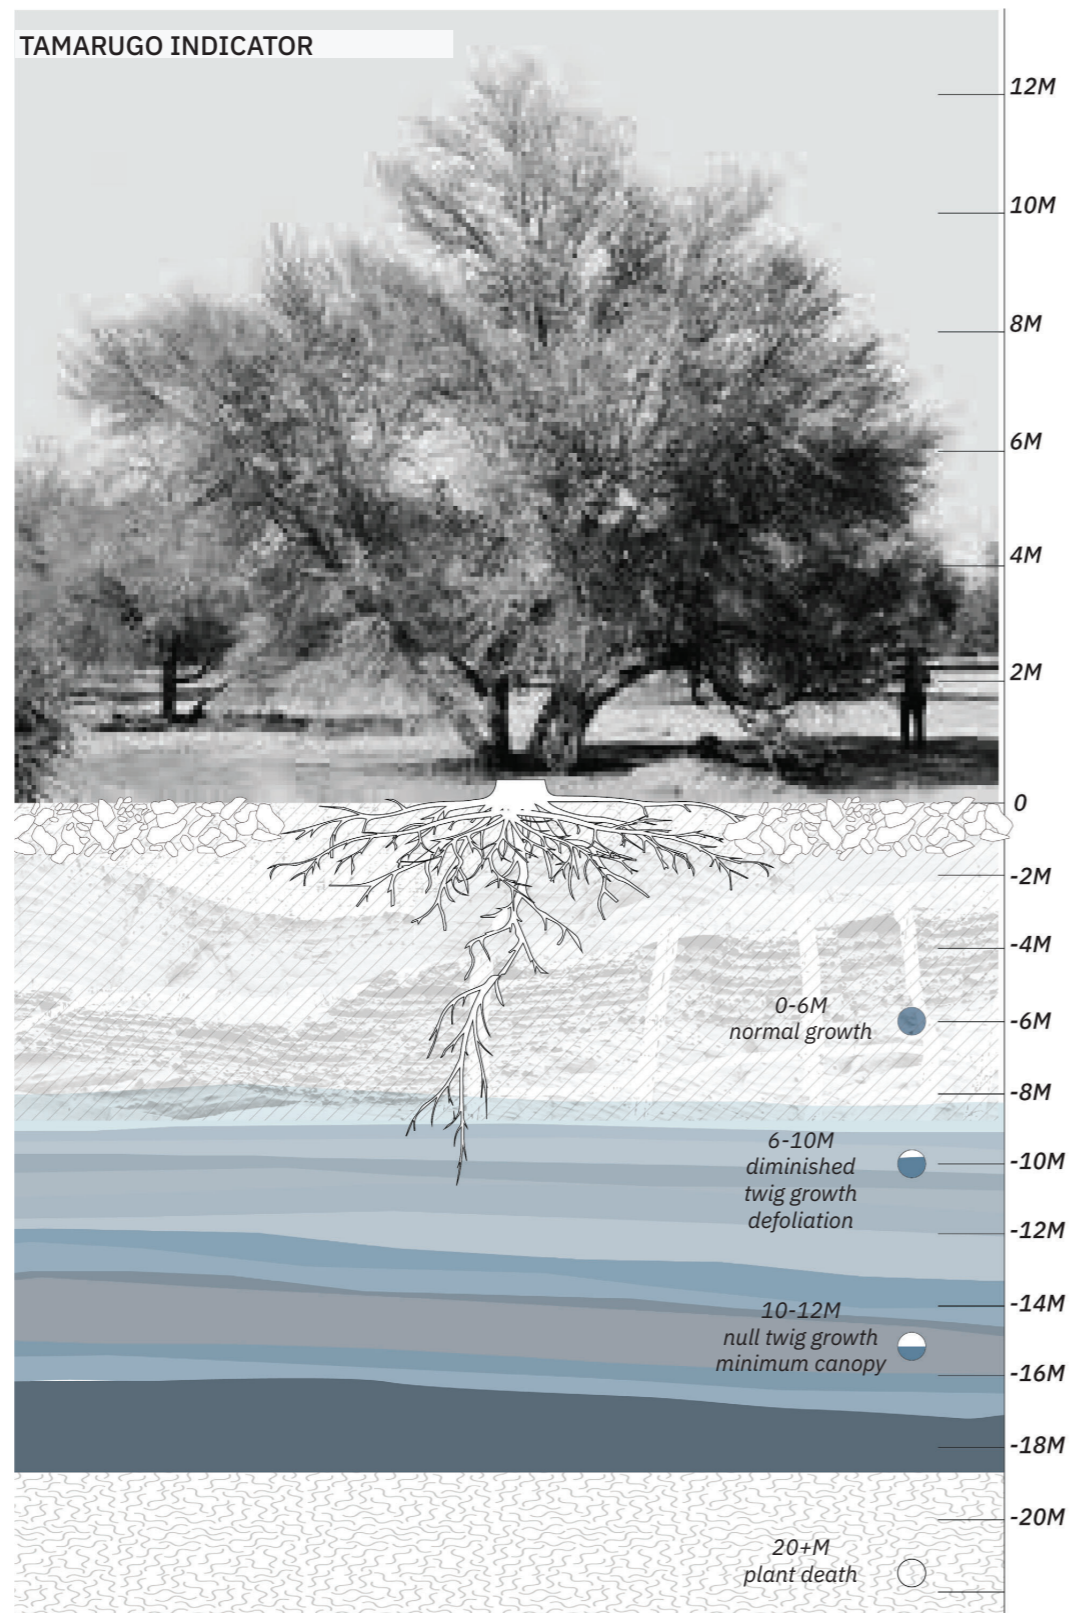 TAMARUGO INDICATOR
12M
10M
8M
6M
4M
2M
0
-2M
-4M
0-6M
normal growth
-6M
-8M
6-10M
diminished
twig growth
defoliation
-10M
-12M
10-12M
null twig growth
minimum canopy
-14M
-16M
-18M
-20M
20+M
plant death